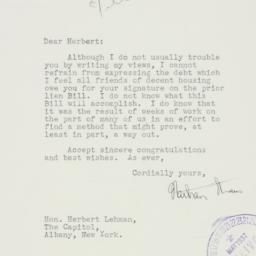 Dear Herbert:
Although I do not usually trouble
you by writing my views, I cannot
refrain from expressing the debt which
I feel all friends of decent housing
owe you for your signature on the prior
lien Bill. I do not know what this
Bill will accomplish. I do know that
it was the result of weeks of work on
the part of many of us in an effort to
find a method that might prove, at
least in part, a way out.
Accept sincere congratulations
and best wishes. As ever,
Cordially yours,
Nathan Straus
Hon. Herbert Lehman,
The Capitol,
Albany, New York.